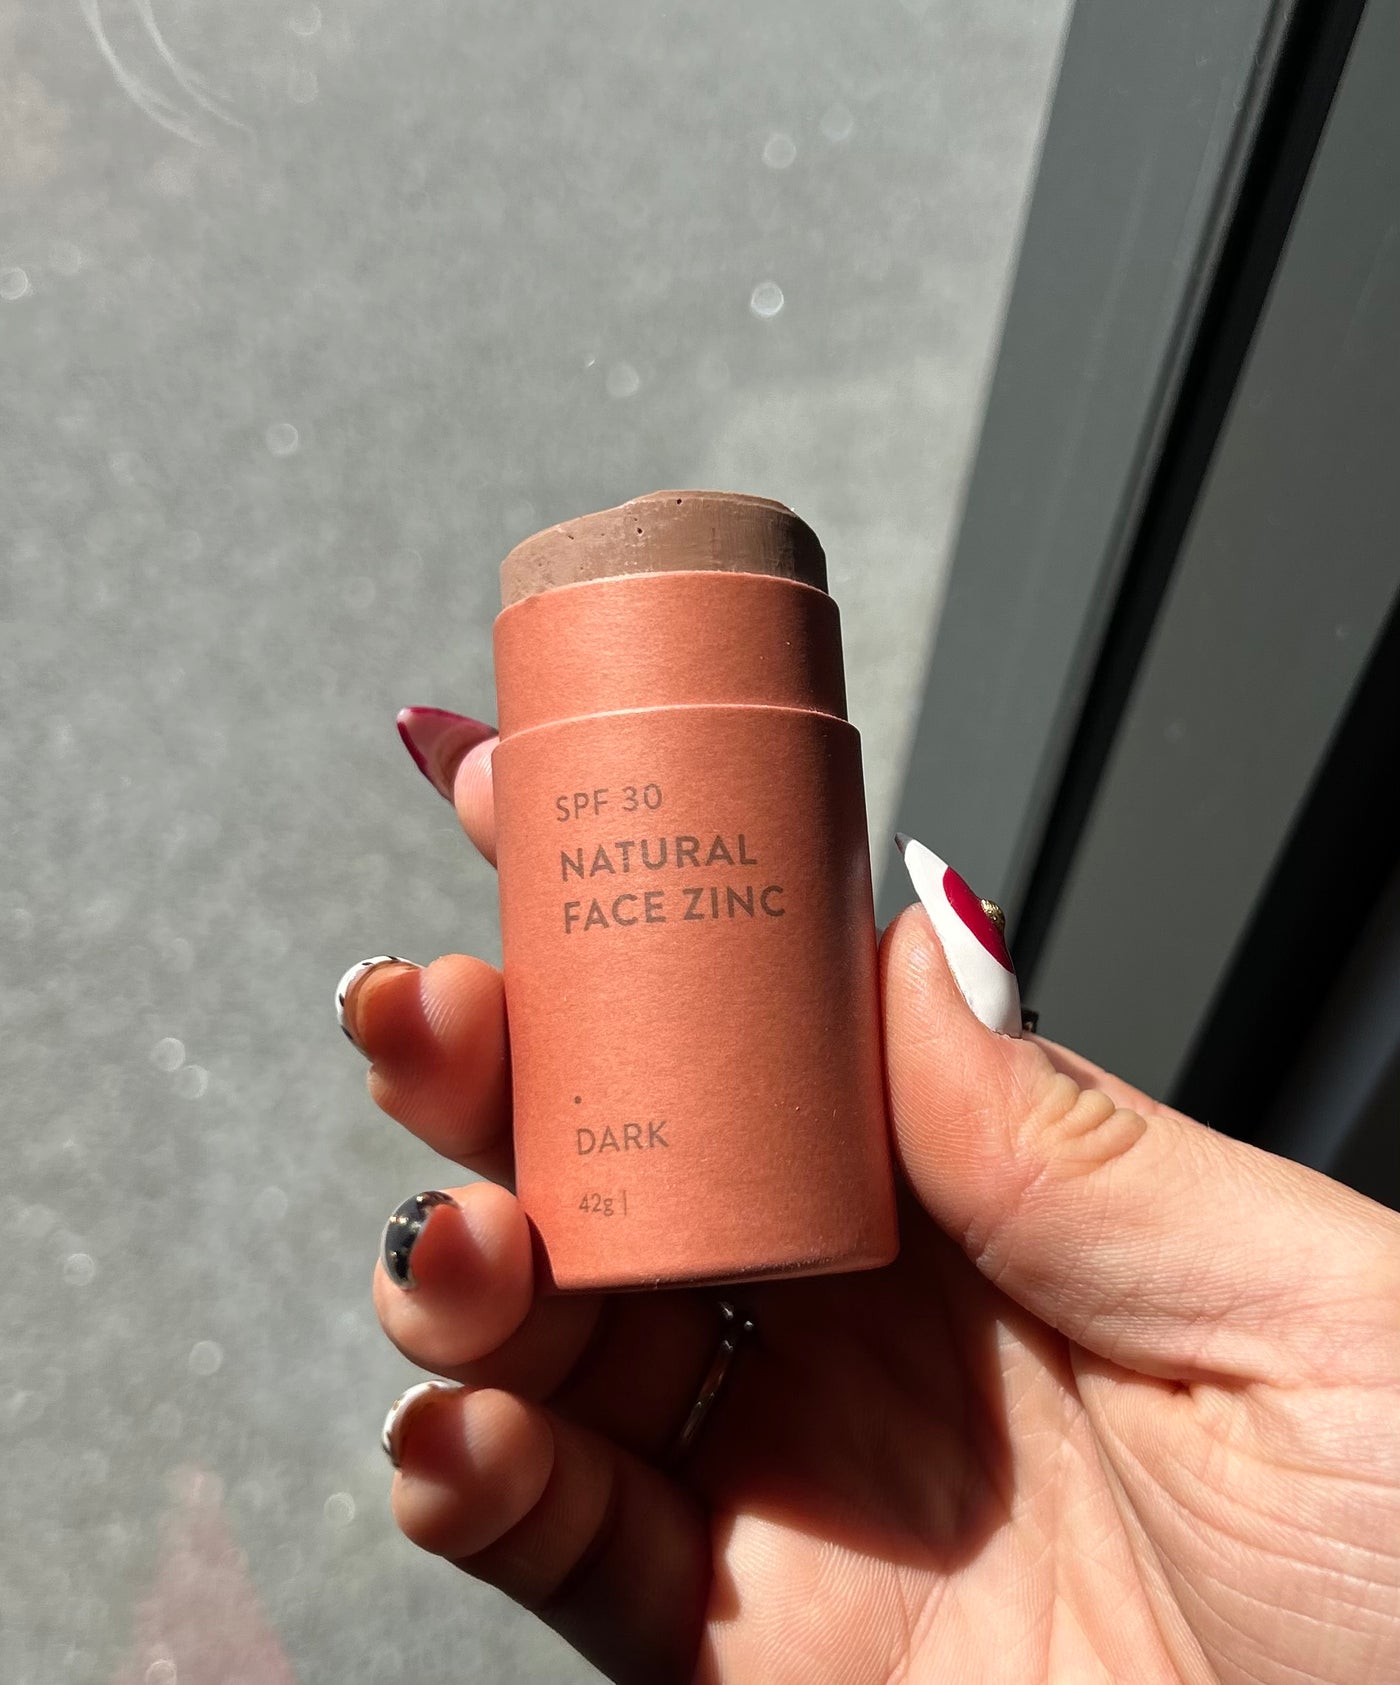 SPF 30
NATURAL
FACE ZINC
DARK
42g |